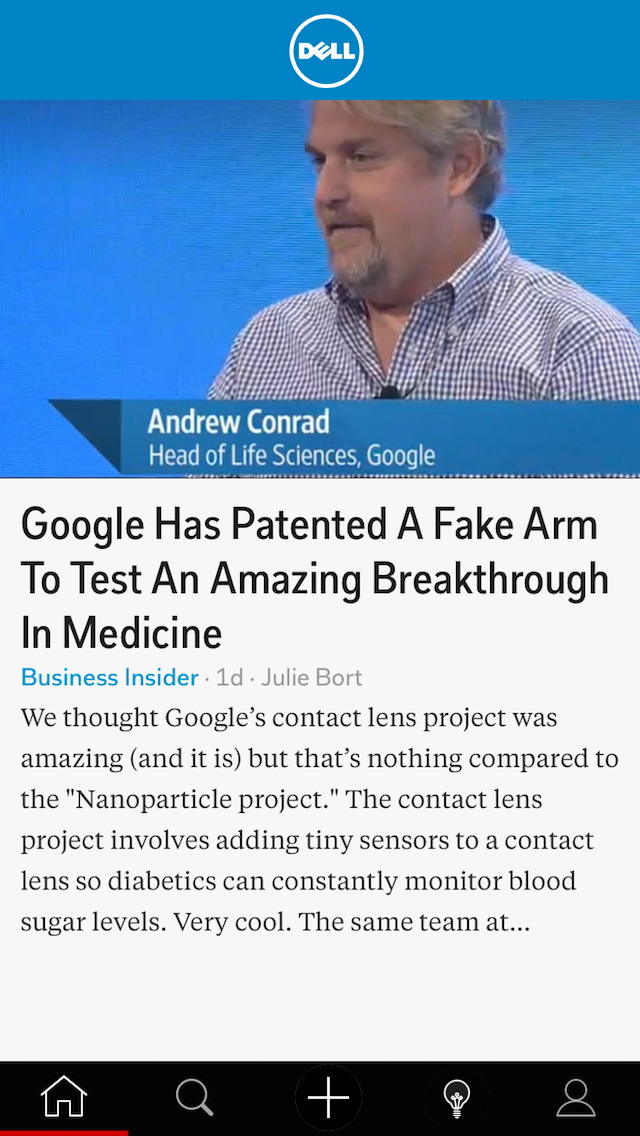 DELL
Andrew Conrad
Head of Life Sciences, Google
Google Has Patented A Fake Arm
To Test An Amazing Breakthrough
In Medicine
Business Insider · 1d · Julie Bort
We thought Google’s contact lens project was
amazing (and it is) but that’s nothing compared to
the "Nanoparticle project." The contact lens
project involves adding tiny sensors to a contact
lens so diabetics can constantly monitor blood
sugar levels. Very cool. The same team at...